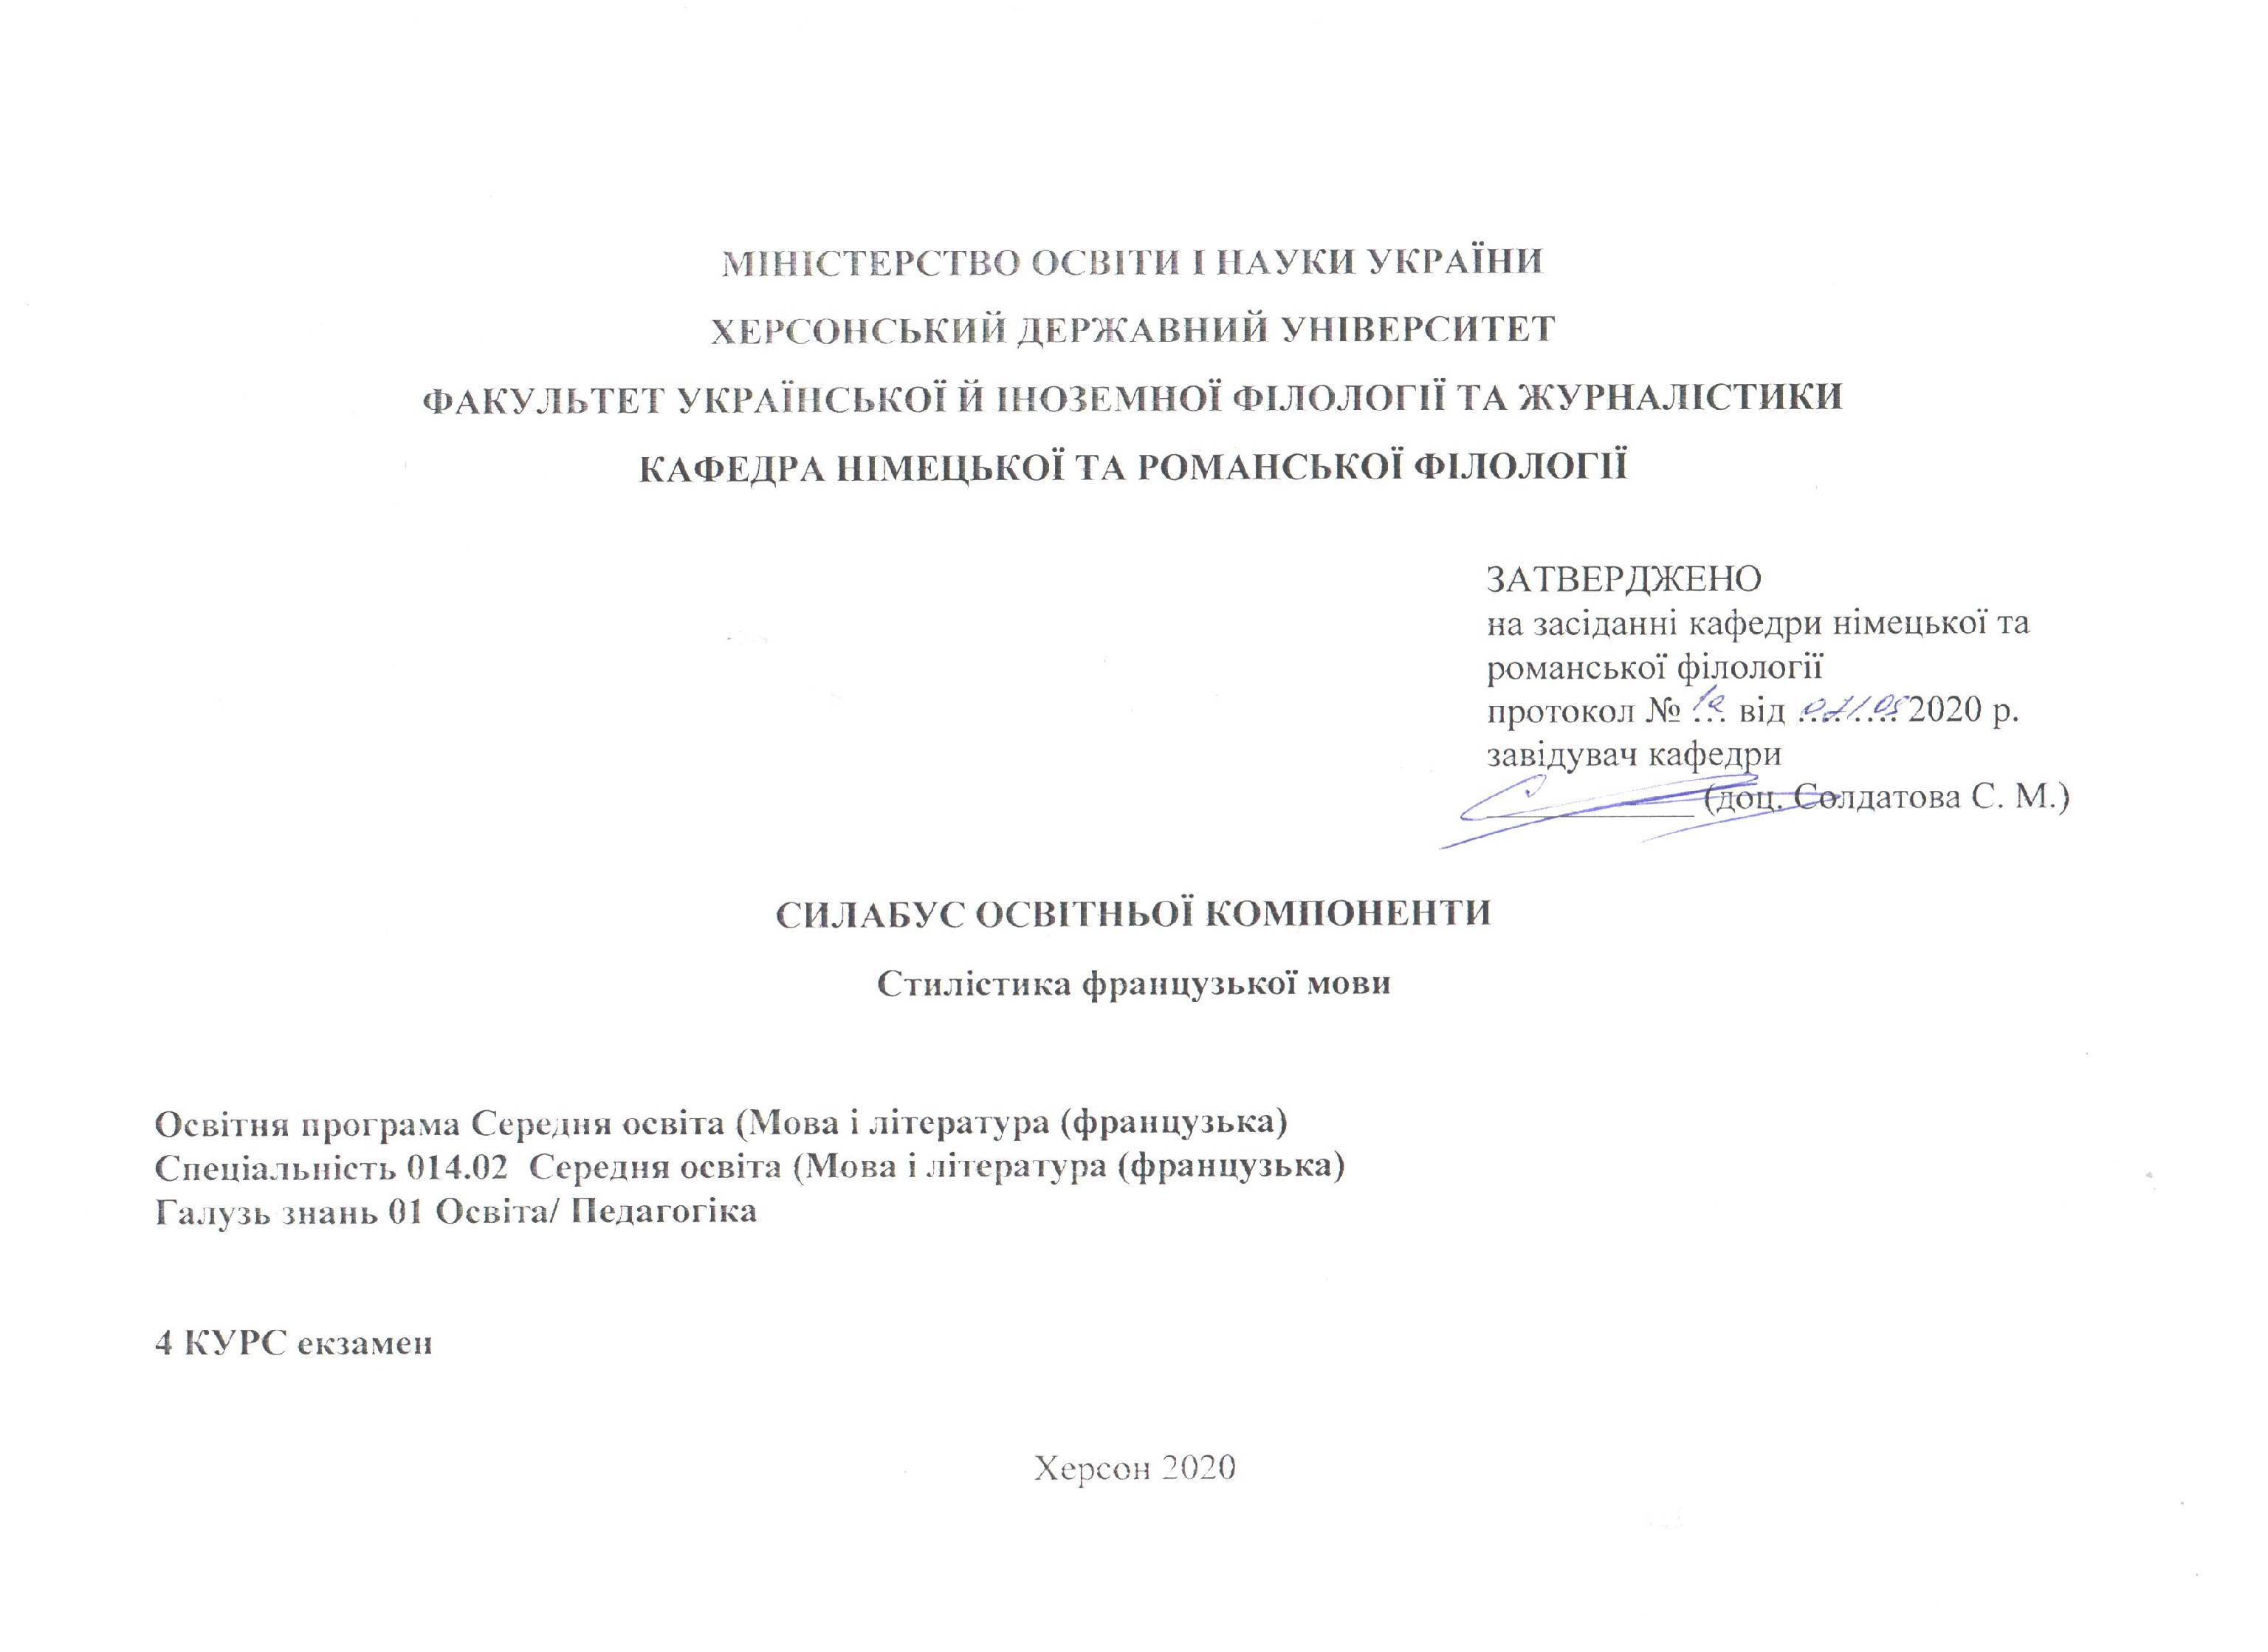 МІНІСТЕРСТВО ОСВІТИ І НАУКИ УКРАЇНИ
ХЕРСОНСЬКИЙ ДЕРЖАВНИЙ УНІВЕРСИТЕТ
ФАКУЛЬТЕТ УКРАЇНСЬКОЇ Й ІНОЗЕМНОЇ ФІЛОЛОГІЇ ТА ЖУРНАЛІСТИКИ
КАФЕДРА НІМЕЦЬКОЇ ТА РОМАНСЬКОЇ ФІЛОЛОГІЇ
ЗАТВЕРДЖЕНО
на засіданні кафедри німецької та
романської філології
протокол № від 2020 р.
завідувач кафедри
(доц. Солдатова С. М.)
СИЛАБУС ОСВІТНЬОЇ КОМПОНЕНТИ
Стилістика французької мови
Освітня програма Середня освіта (Мова і література (французька)
Спеціальність 014.02 Середня освіта (Мова і література (французька)
Галузь знань 01 Освіта/ Педагогіка
4 КУРС екзамен
Херсон 2020